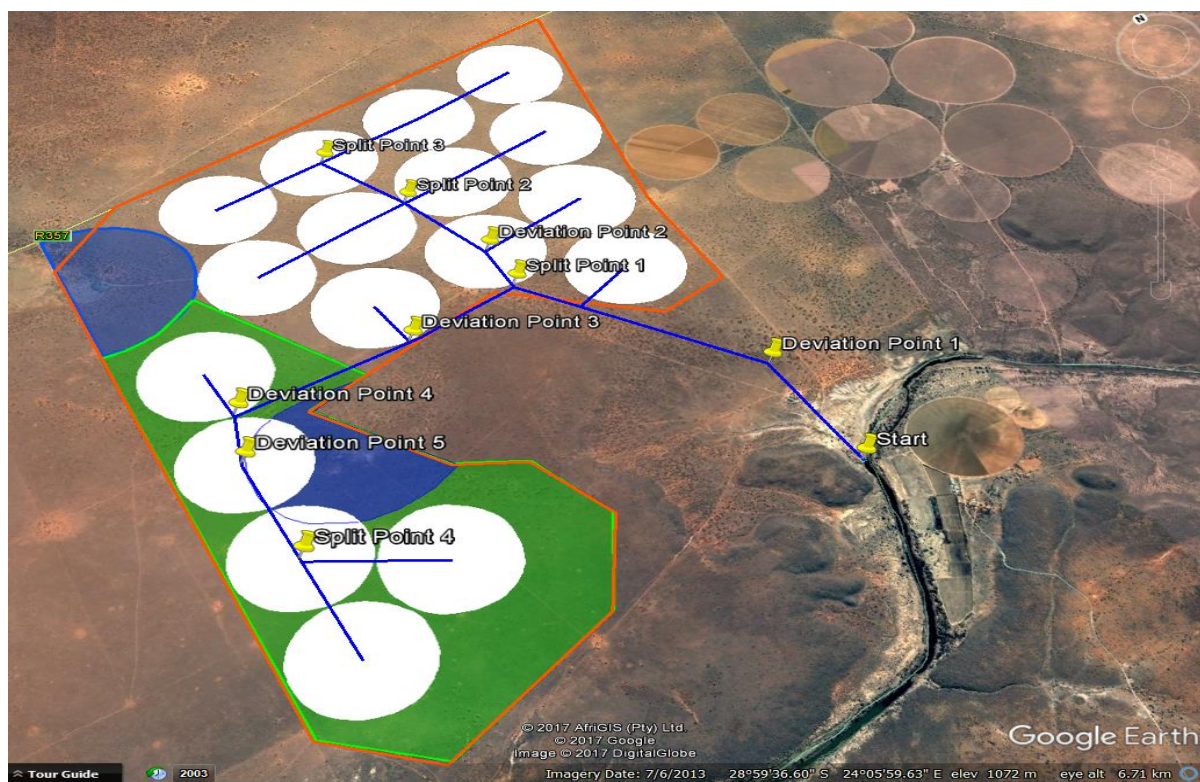 N
Split Point 3
Split Point 2
R357
Deviation Point 2
Split Point 1
Deviation Point 3
Deviation Point 1
Deviation Point 4
Start
Deviation Point 5
Split Point 4
© 2017 AfriGIS (Pty) Ltd.
© 2017 Google
Image © 2017 DigitalGlobe
Google Earth
Tour Guide
2003
Imagery Date: 7/6/2013 28°59'36.60" S 24°05'59.63" E elev 1072 m eye alt 6.71 km